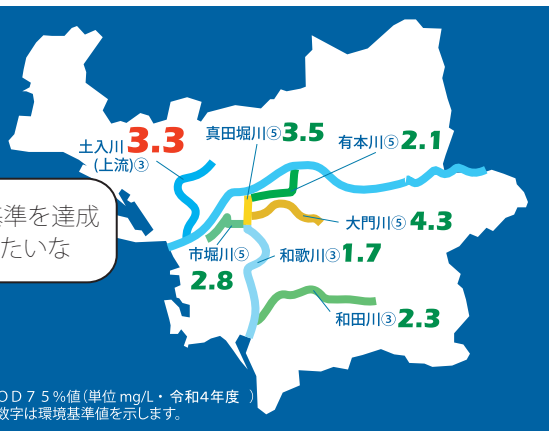 土入川 3.3
(上流)③
真田堀川⑤ 3.5
有本川⑤ 2.1
基準を達成
たいな
大門川⑤ 4.3
市堀川⑤
2.8
和歌川③ 1.7
和田川③ 2.3
OD75%値(単位 mg/L・令和4年度 )
数字は環境基準値を示します。